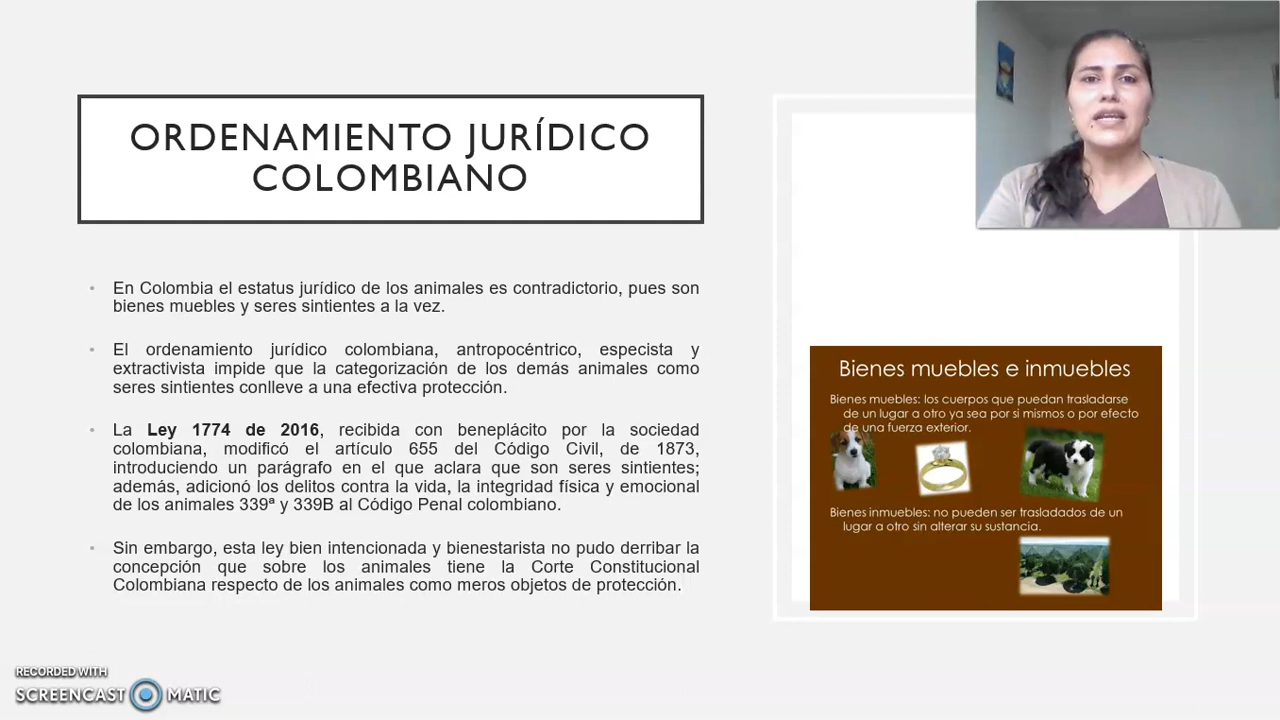 ORDENAMIENTO JURÍDICO
COLOMBIANO
• En Colombia el estatus jurídico de los animales es contradictorio, pues son
bienes muebles y seres sintientes a la vez.
• El ordenamiento jurídico colombiana, antropocéntrico, especista y
extractivista impide que la categorización de los demás animales como
seres sintientes conlleve a una efectiva protección.
• La Ley 1774 de 2016, recibida con beneplácito por la sociedad
colombiana, modificó el artículo 655 del Código Civil, de 1873,
introduciendo un parágrafo en el que aclara que son seres sintientes;
además, adicionó los delitos contra la vida, la integridad física y emocional
de los animales 339ª y 339B al Código Penal colombiano.
• Sin embargo, esta ley bien intencionada y bienestarista no pudo derribar la
concepción que sobre los animales tiene la Corte Constitucional
Colombiana respecto de los animales como meros objetos de protección.
Bienes muebles e inmuebles
Bienes muebles: los cuerpos que puedan trasladarse
de un lugar a otro ya sea por si mismos o por efecto
de una fuerza exterior.
Bienes inmuebles: no pueden ser trasladados de un
lugar a otro sin alterar su sustancia.
RECORDED WITH
SCREENCAST MATIC